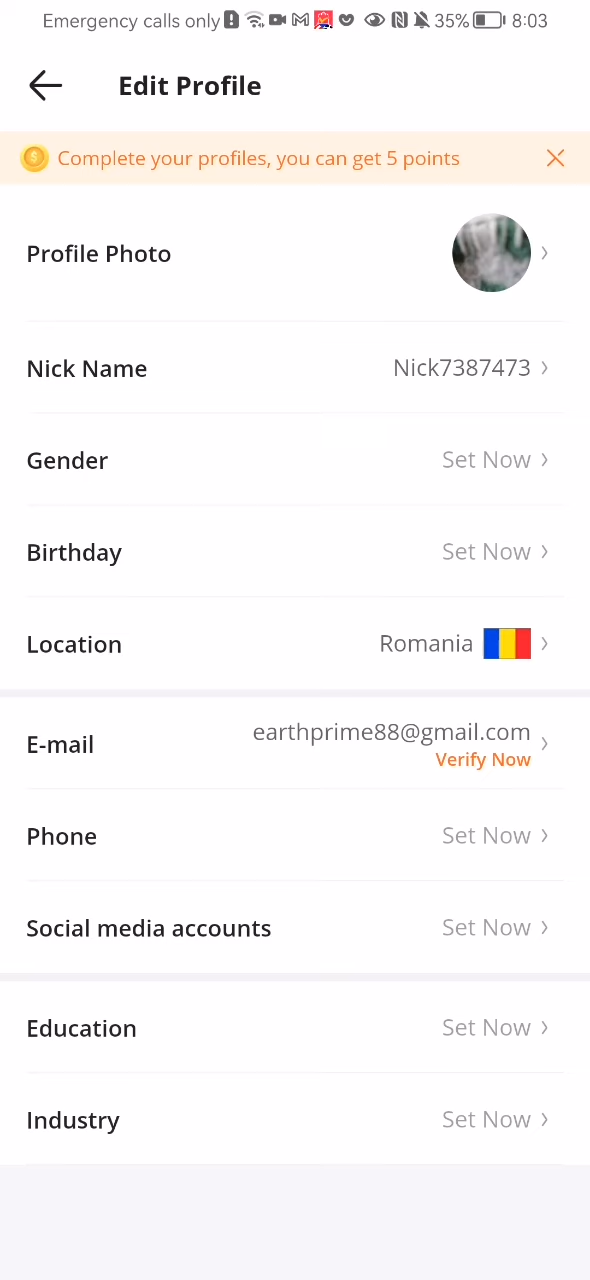 Emergency calls only 35% 8:03
Edit Profile
Complete your profiles, you can get 5 points
Profile Photo
Nick Name Nick7387473
Gender Set Now
Birthday Set Now
Location Romania
E-mail earthprime88@gmail.com
Verify Now
Phone Set Now
Social media accounts Set Now
Education Set Now
Industry Set Now